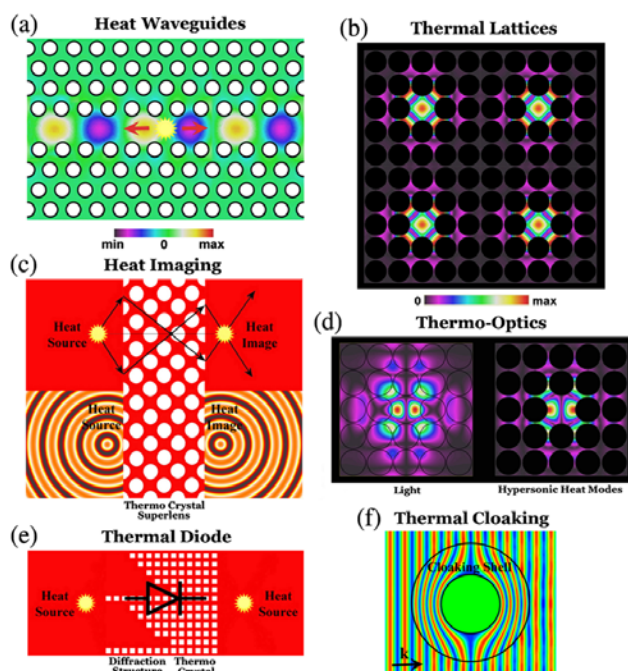 (a) Heat Waveguides
min 0 max
(b) Thermal Lattices
0 max
(c) Heat Imaging
Heat Source
Heat Image
Heat Source
Heat Image
Thermo Crystal
Superlens
(d) Thermo-Optics
Light
Hypersonic Heat Modes
(e) Thermal Diode
Heat
Source
Heat
Source
Diffraction
Structure
Thermo
Crystal
(f) Thermal Cloaking
Cloaking Shell
k